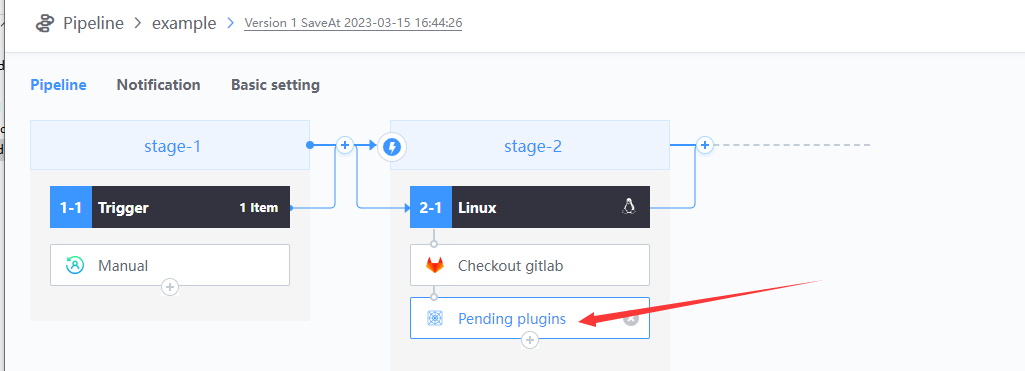 Pipeline > example > Version 1 SaveAt 2023-03-15 16:44:26
Pipeline Notification Basic setting
stage-1
stage-2
1-1 Trigger 1 Item
2-1 Linux
Manual
Checkout gitlab
Pending plugins